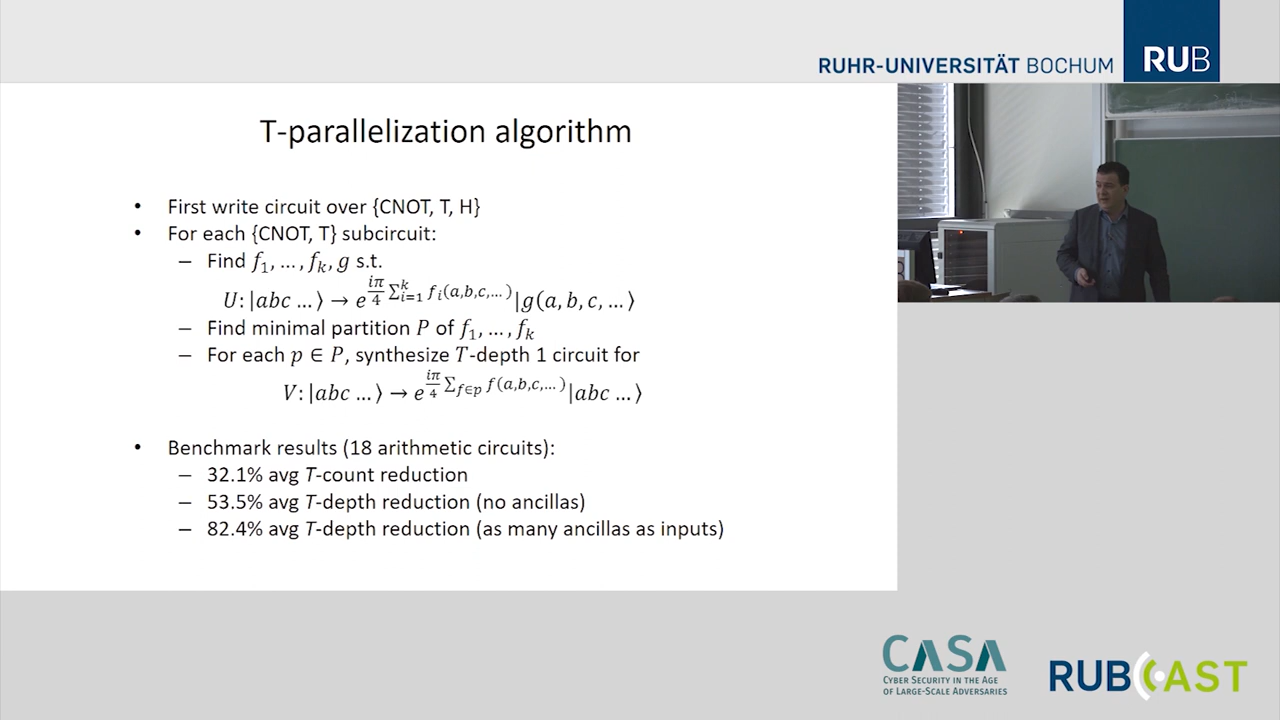 RUHR-UNIVERSITÄT BOCHUM RUB
T-parallelization algorithm
• First write circuit over {CNOT, T, H}
• For each {CNOT, T} subcircuit:
– Find f₁, … , fₖ, g s.t.
U: |abc … ⟩ → e^{iπ/4 ∑_{i=1}^{k} f_i(a,b,c,…)} |g(a, b, c, … ⟩
– Find minimal partition P of f₁, … , fₖ
– For each p ∈ P, synthesize T-depth 1 circuit for
V: |abc … ⟩ → e^{iπ/4 ∑_{f∈p} f(a,b,c,…)} |abc … ⟩
• Benchmark results (18 arithmetic circuits):
– 32.1% avg T-count reduction
– 53.5% avg T-depth reduction (no ancillas)
– 82.4% avg T-depth reduction (as many ancillas as inputs)
CASA
CYBER SECURITY IN THE AGE
OF LARGE-SCALE ADVERSARIES
RUBCAST